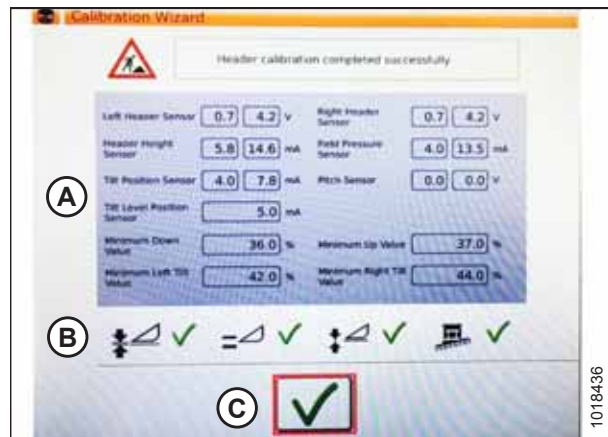 Calibration Wizard
Header calibration completed successfully
Left Header Sensor 0.7 4.2 v Right Header Sensor 0.7 4.2 v
Header Height Sensor 5.8 14.6 mA Field Pressure Sensor 4.0 13.5 mA
Tilt Position Sensor 4.0 7.8 mA Pitch Sensor 0.0 0.0 v
Tilt Level Position Sensor 5.0 mA
Minimum Down Value 36.0 % Minimum Up Value 37.0 %
Minimum Left Tilt Value 42.0 % Minimum Right Tilt Value 44.0 %
A
B
C
1018436